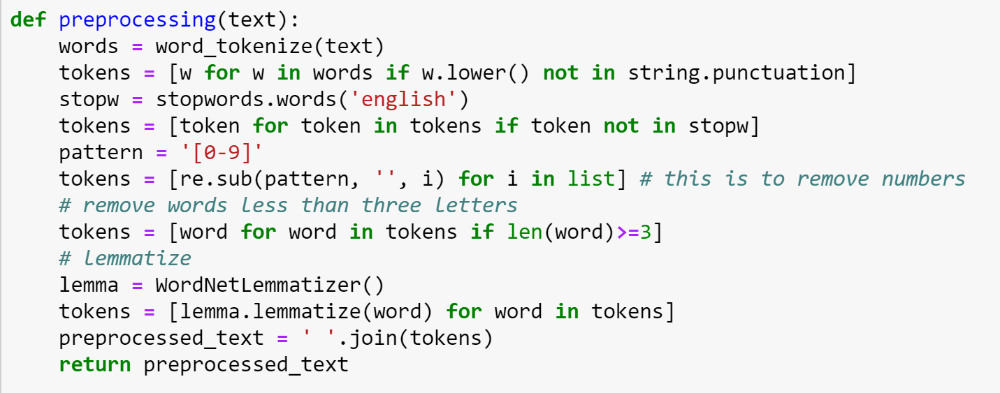 def preprocessing(text):
    words = word_tokenize(text)
    tokens = [w for w in words if w.lower() not in string.punctuation]
    stopw = stopwords.words('english')
    tokens = [token for token in tokens if token not in stopw]
    pattern = '[0-9]'
    tokens = [re.sub(pattern, '', i) for i in list] # this is to remove numbers
    # remove words less than three letters
    tokens = [word for word in tokens if len(word)>=3]
    # lemmatize
    lemma = WordNetLemmatizer()
    tokens = [lemma.lemmatize(word) for word in tokens]
    preprocessed_text = ' '.join(tokens)
    return preprocessed_text